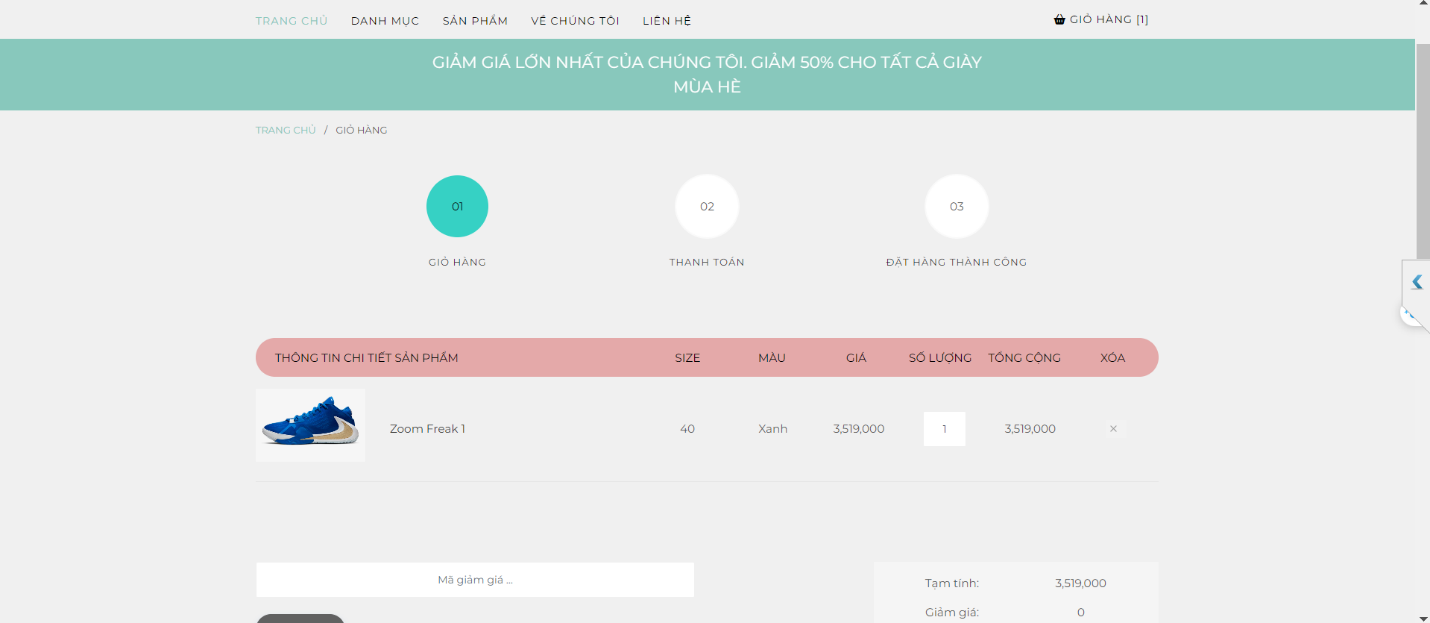 TRANG CHỦ DANH MỤC SẢN PHẨM VỀ CHÚNG TÔI LIÊN HỆ GIỎ HÀNG [1]
GIẢM GIÁ LỚN NHẤT CỦA CHÚNG TÔI. GIẢM 50% CHO TẤT CẢ GIÀY
MÙA HÈ
TRANG CHỦ / GIỎ HÀNG
01 02 03
GIỎ HÀNG THANH TOÁN ĐẶT HÀNG THÀNH CÔNG
THÔNG TIN CHI TIẾT SẢN PHẨM SIZE MÀU GIÁ SỐ LƯỢNG TỔNG CỘNG XÓA
Zoom Freak 1 40 Xanh 3,519,000 1 3,519,000 ×
Mã giảm giá ...
Tạm tính: 3,519,000
Giảm giá: 0